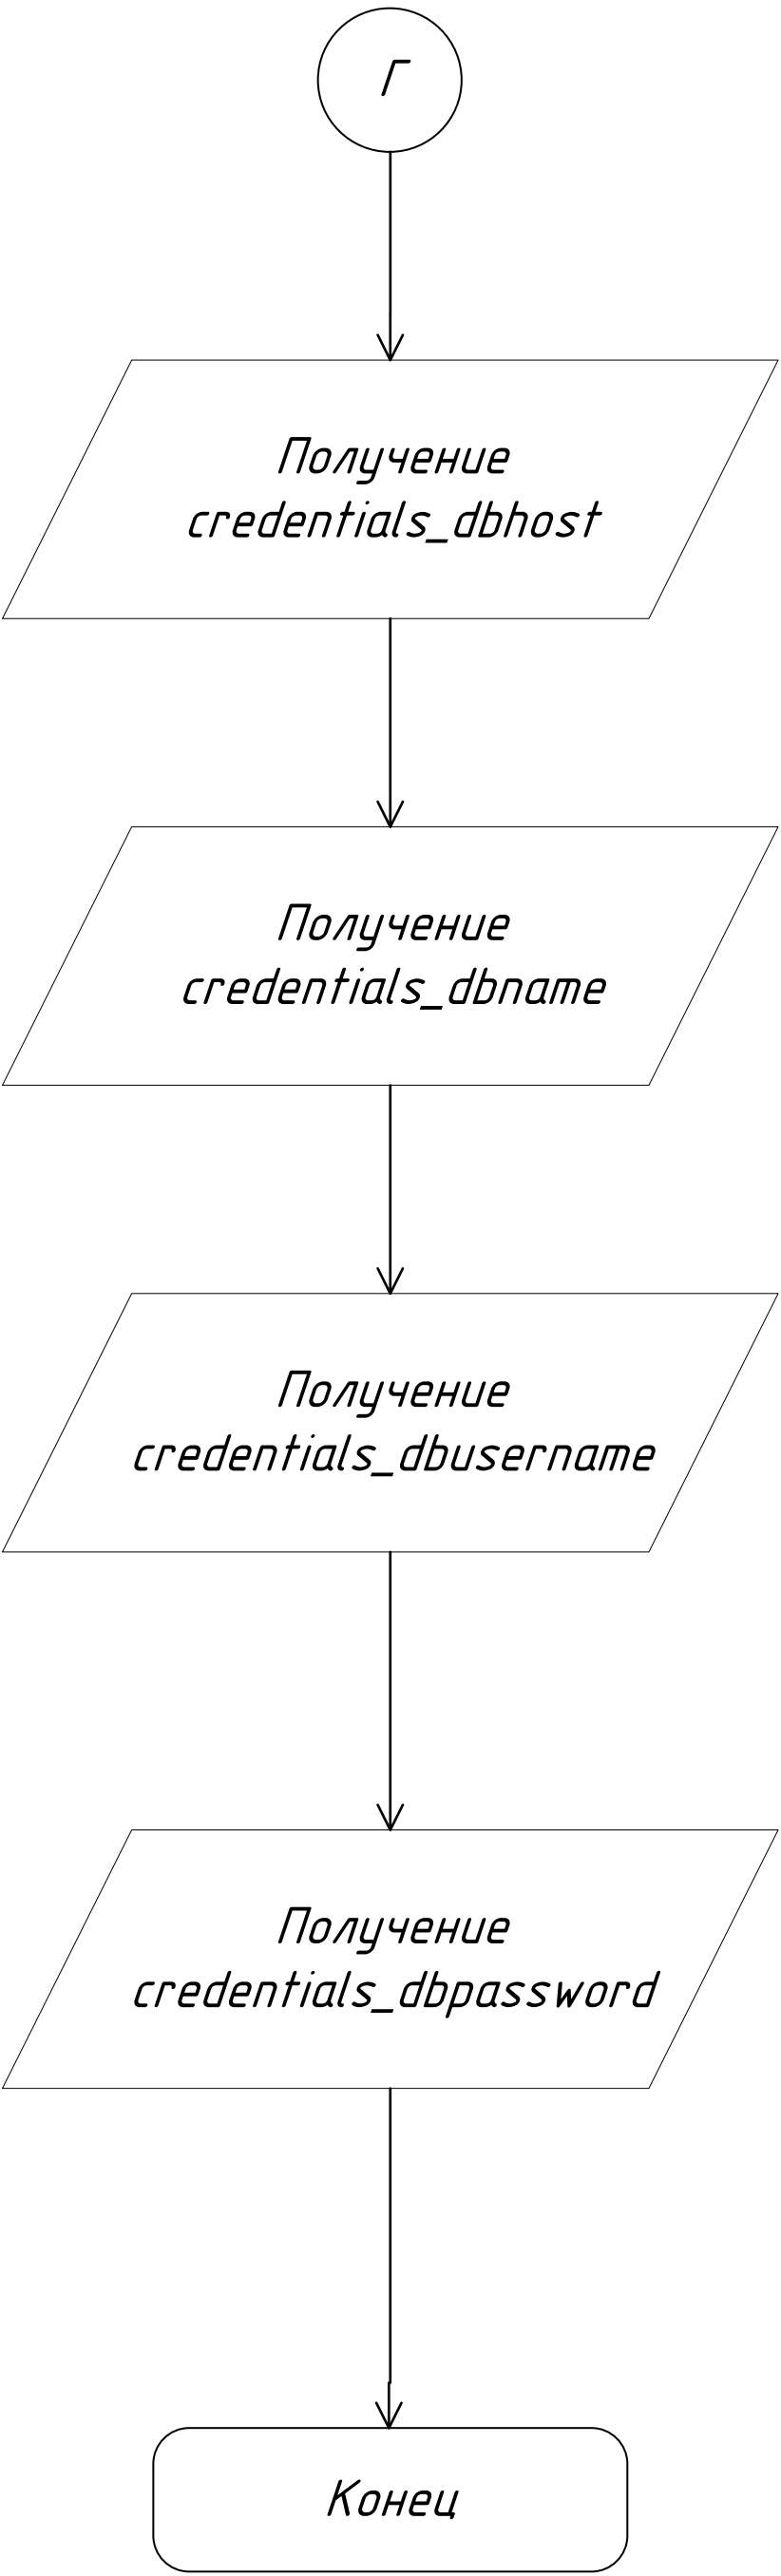 Г
Получение
credentials_dbhost
Получение
credentials_dbname
Получение
credentials_dbusername
Получение
credentials_dbpassword
Конец